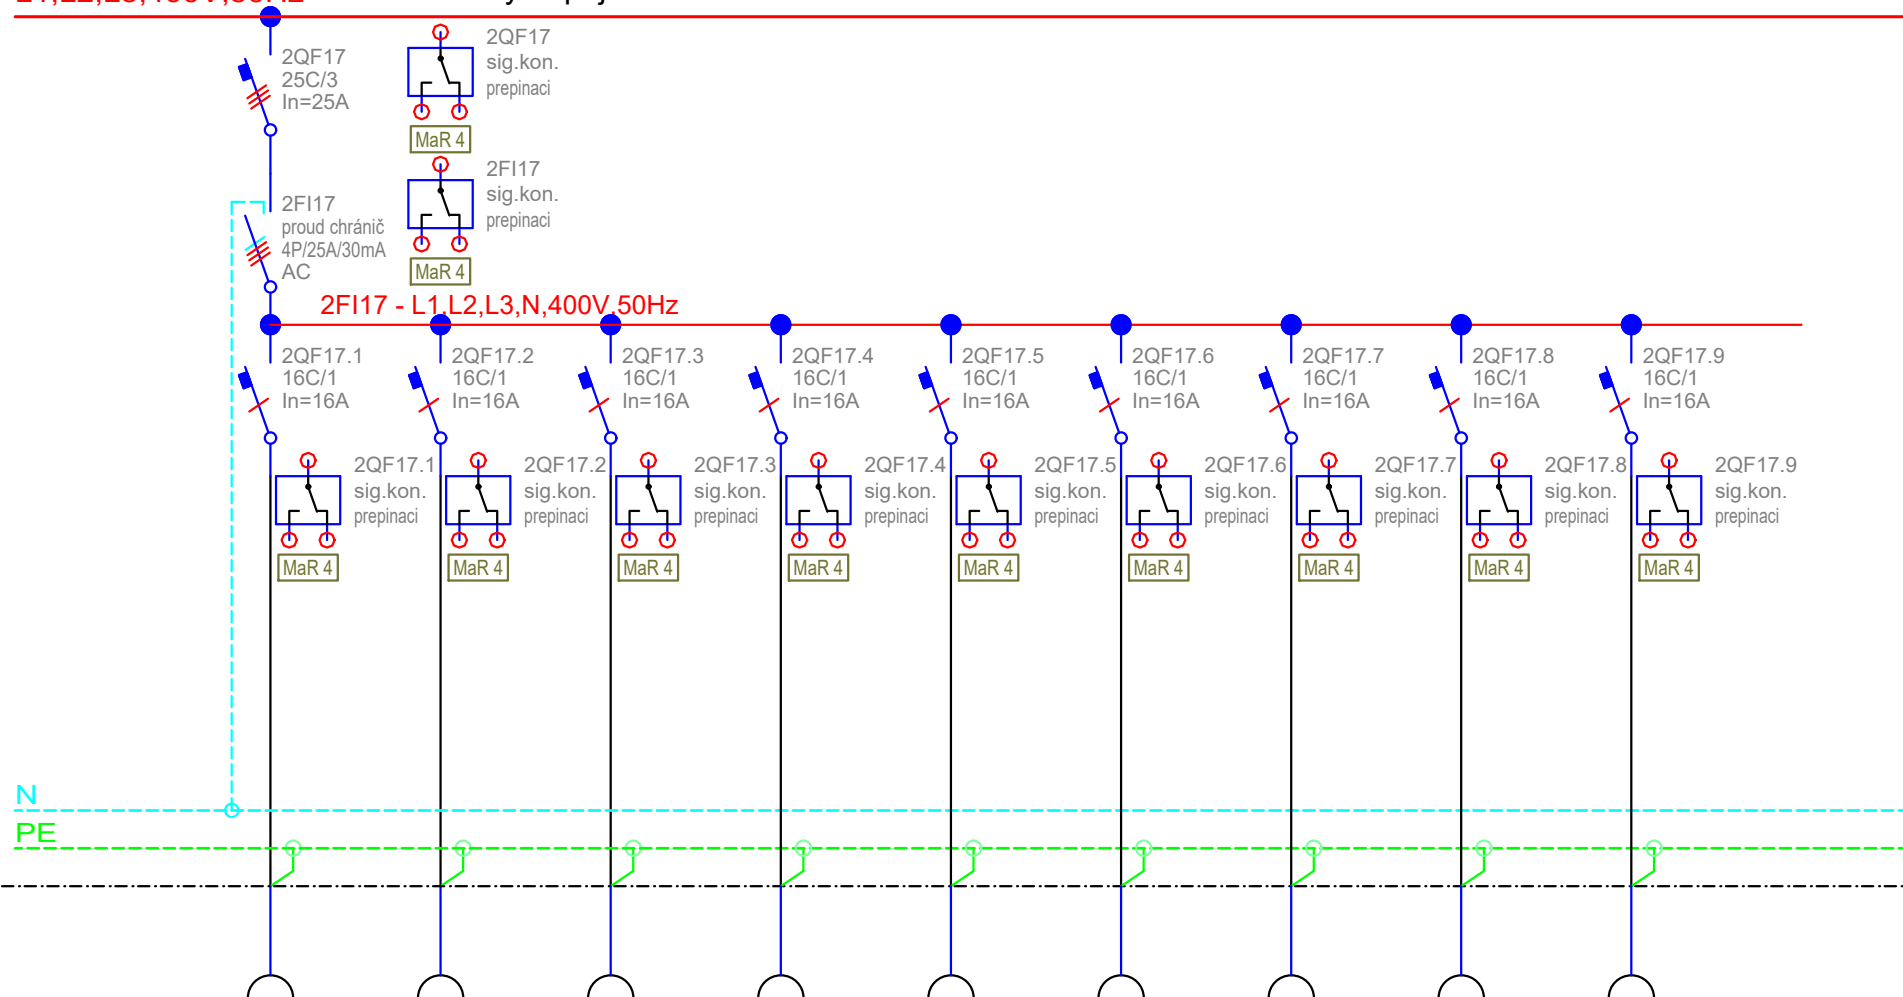 2QF17
25C/3
In=25A
2QF17
sig.kon.
prepinaci
MaR 4
2FI17
proud chránič
4P/25A/30mA
AC
2FI17
sig.kon.
prepinaci
MaR 4
2FI17 - L1,L2,L3,N,400V,50Hz
2QF17.1
16C/1
In=16A
2QF17.2
16C/1
In=16A
2QF17.3
16C/1
In=16A
2QF17.4
16C/1
In=16A
2QF17.5
16C/1
In=16A
2QF17.6
16C/1
In=16A
2QF17.7
16C/1
In=16A
2QF17.8
16C/1
In=16A
2QF17.9
16C/1
In=16A
2QF17.1
sig.kon.
prepinaci
MaR 4
2QF17.2
sig.kon.
prepinaci
MaR 4
2QF17.3
sig.kon.
prepinaci
MaR 4
2QF17.4
sig.kon.
prepinaci
MaR 4
2QF17.5
sig.kon.
prepinaci
MaR 4
2QF17.6
sig.kon.
prepinaci
MaR 4
2QF17.7
sig.kon.
prepinaci
MaR 4
2QF17.8
sig.kon.
prepinaci
MaR 4
2QF17.9
sig.kon.
prepinaci
MaR 4
N
PE